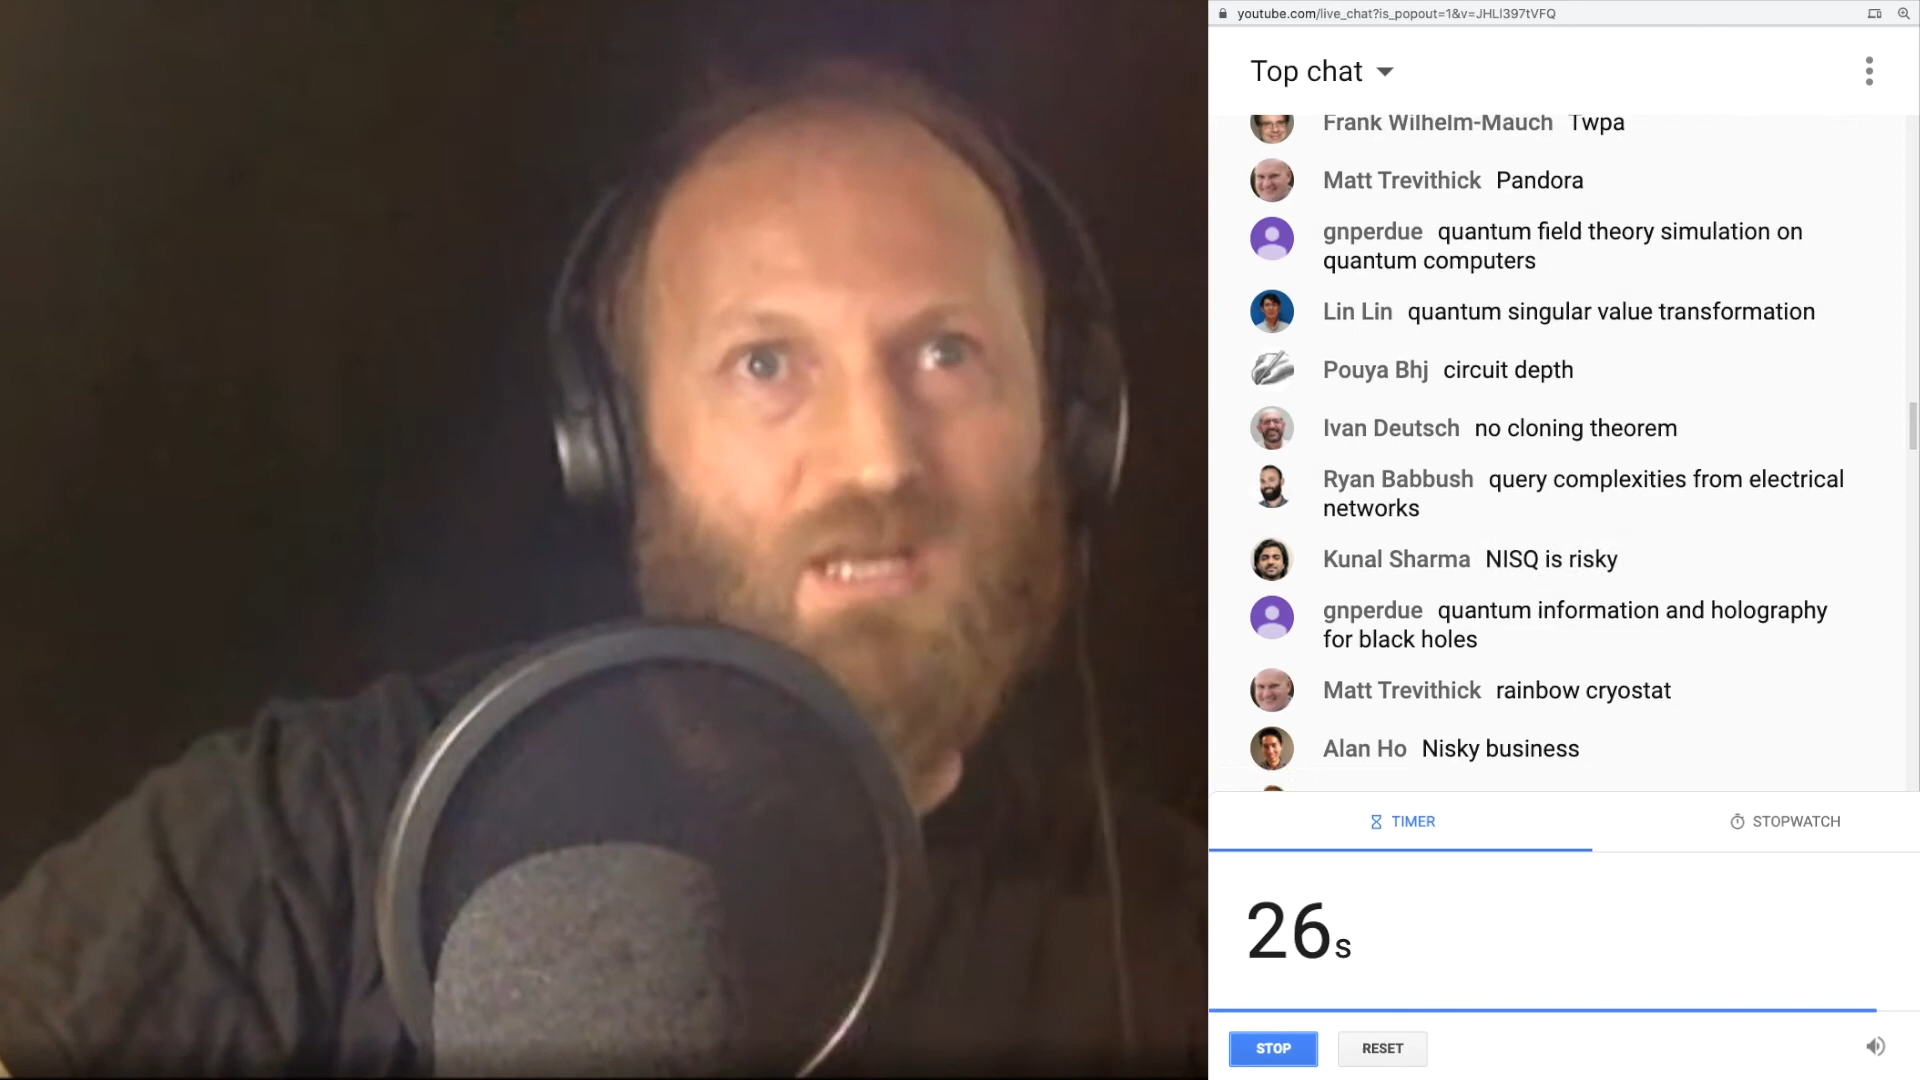 youtube.com/live_chat?is_popout=1&v=JHLl397tVFQ
Top chat
Frank Wilhelm-Mauch Twpa
Matt Trevithick Pandora
gnperdue quantum field theory simulation on
quantum computers
Lin Lin quantum singular value transformation
Pouya Bhj circuit depth
Ivan Deutsch no cloning theorem
Ryan Babbush query complexities from electrical
networks
Kunal Sharma NISQ is risky
gnperdue quantum information and holography
for black holes
Matt Trevithick rainbow cryostat
Alan Ho Nisky business
TIMER
STOPWATCH
26s
STOP
RESET